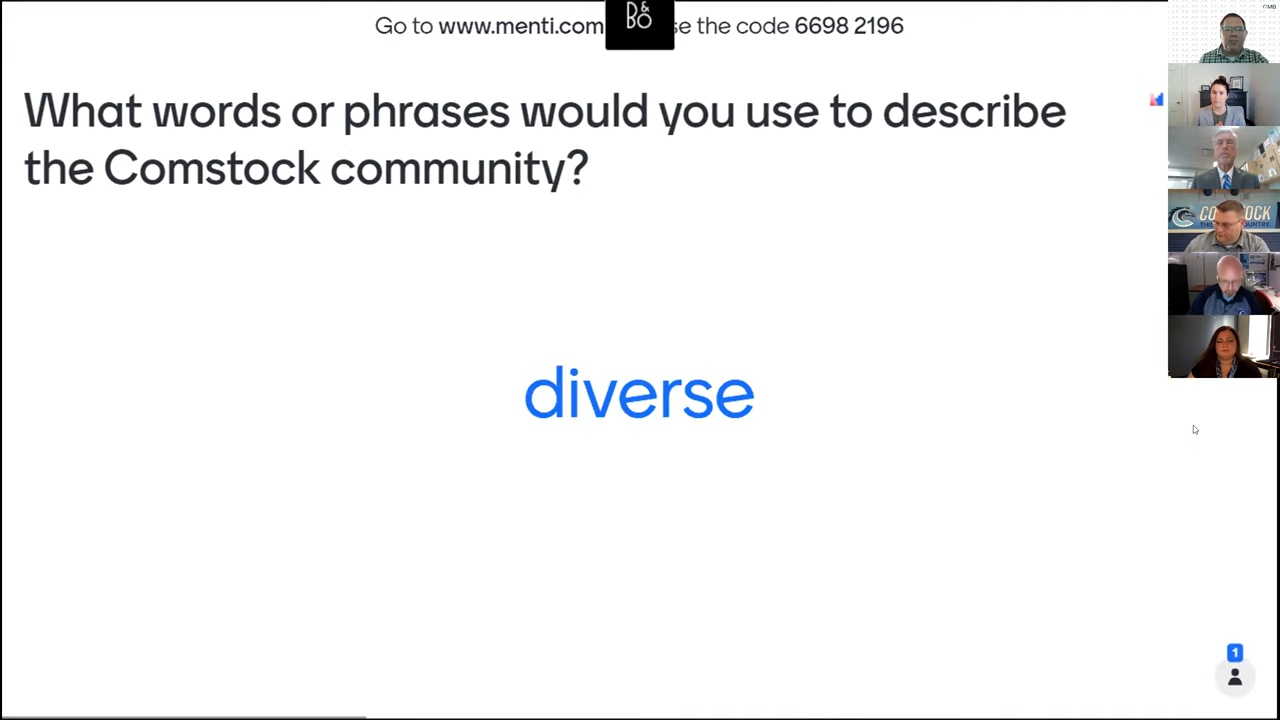 Go to www.menti.com se the code 6698 2196
B&
BO
What words or phrases would you use to describe
the Comstock community?
diverse
1